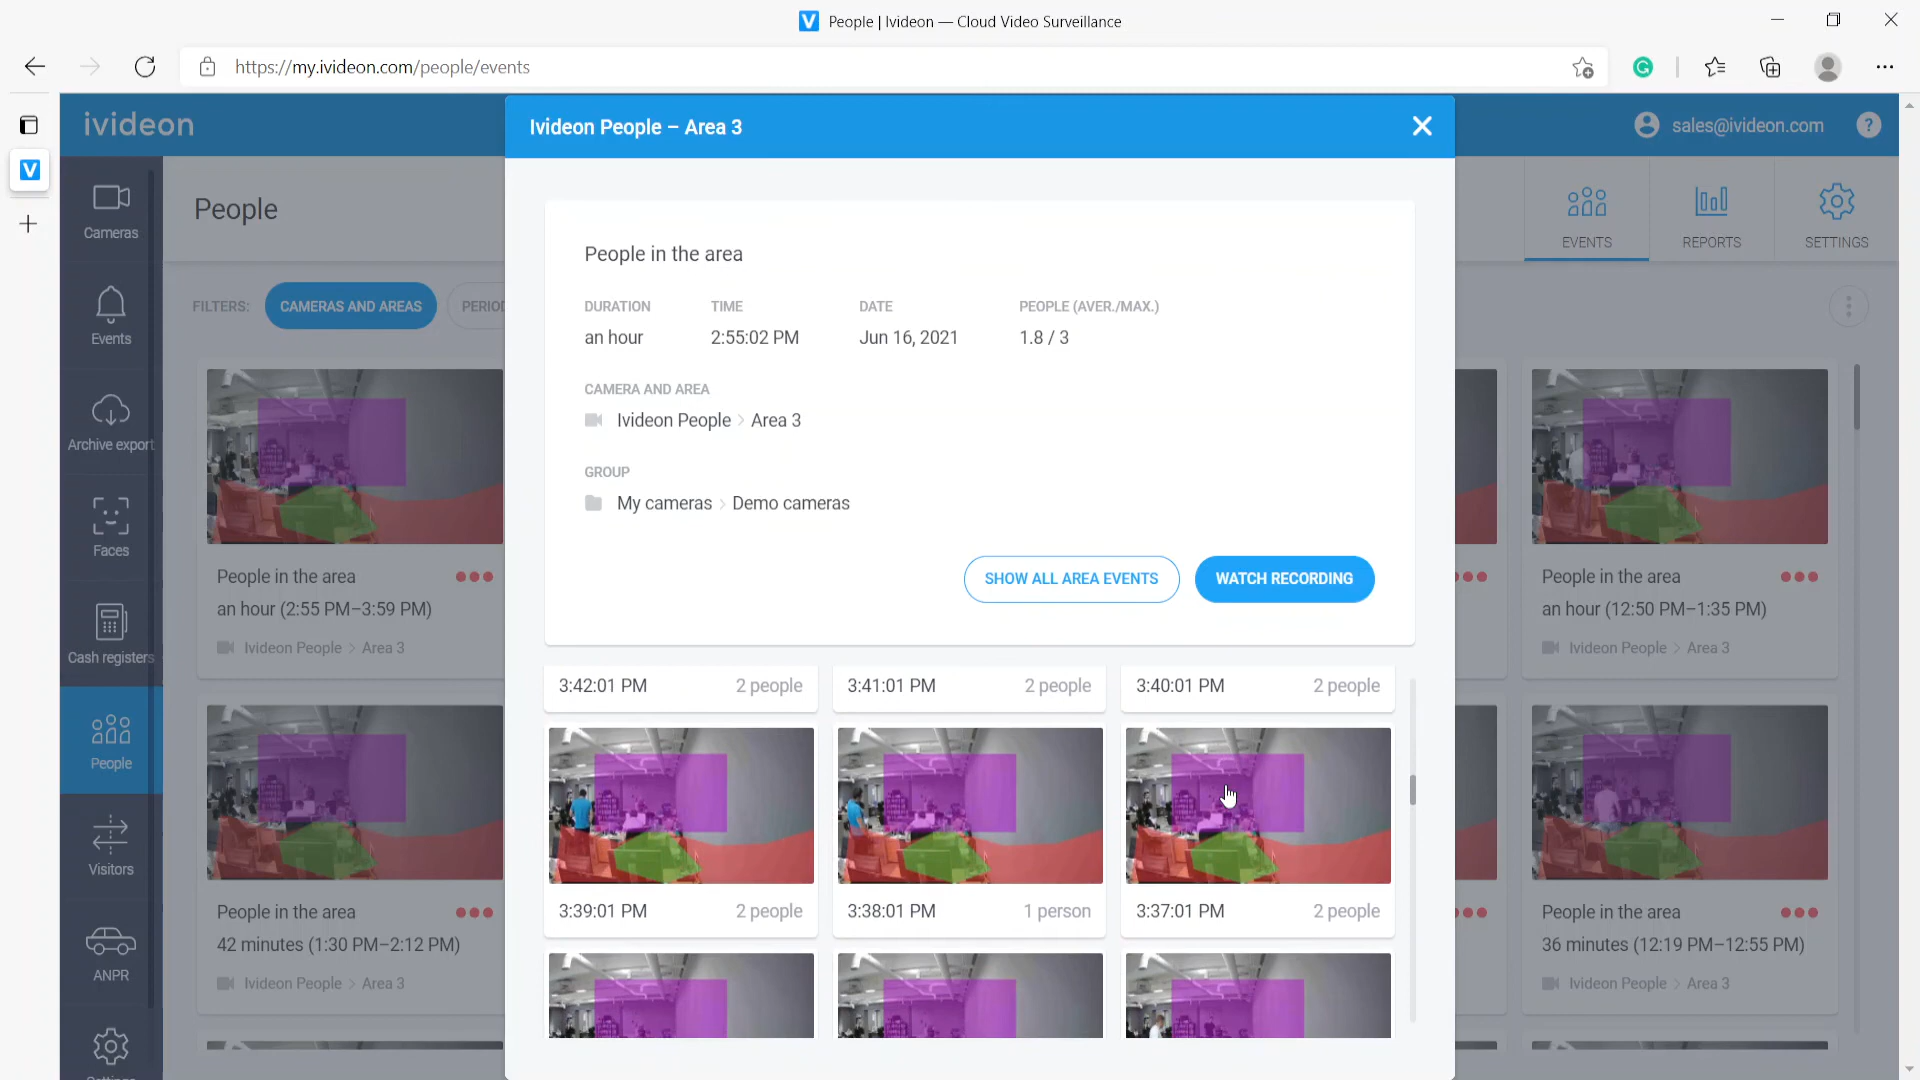 People | Ivideon — Cloud Video Surveillance
https://my.ivideon.com/people/events
ivideon
Ivideon People – Area 3
sales@ivideon.com
?
Cameras
Events
Archive export
Faces
Cash registers
People
Visitors
ANPR
People
EVENTS
REPORTS
SETTINGS
FILTERS:
CAMERAS AND AREAS
People in the area
DURATION
TIME
DATE
PEOPLE (AVER./MAX.)
an hour
2:55:02 PM
Jun 16, 2021
1.8 / 3
CAMERA AND AREA
Ivideon People > Area 3
GROUP
My cameras > Demo cameras
SHOW ALL AREA EVENTS
WATCH RECORDING
3:42:01 PM 2 people
3:41:01 PM 2 people
3:40:01 PM 2 people
3:39:01 PM 2 people
3:38:01 PM 1 person
3:37:01 PM 2 people
People in the area
an hour (2:55 PM–3:59 PM)
Ivideon People > Area 3
People in the area
an hour (12:50 PM–1:35 PM)
Ivideon People > Area 3
People in the area
42 minutes (1:30 PM–2:12 PM)
Ivideon People > Area 3
People in the area
36 minutes (12:19 PM–12:55 PM)
Ivideon People > Area 3